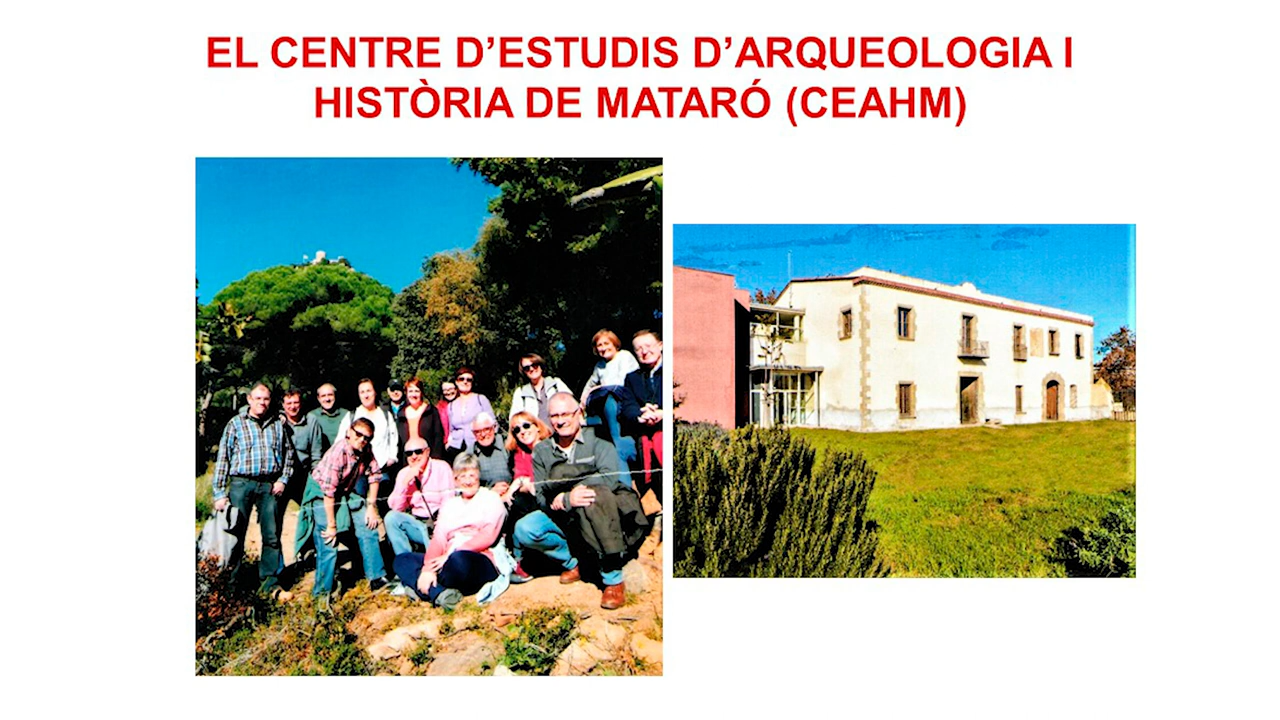 EL CENTRE D’ESTUDIS D’ARQUEOLOGIA I
HISTÒRIA DE MATARÓ (CEAHM)